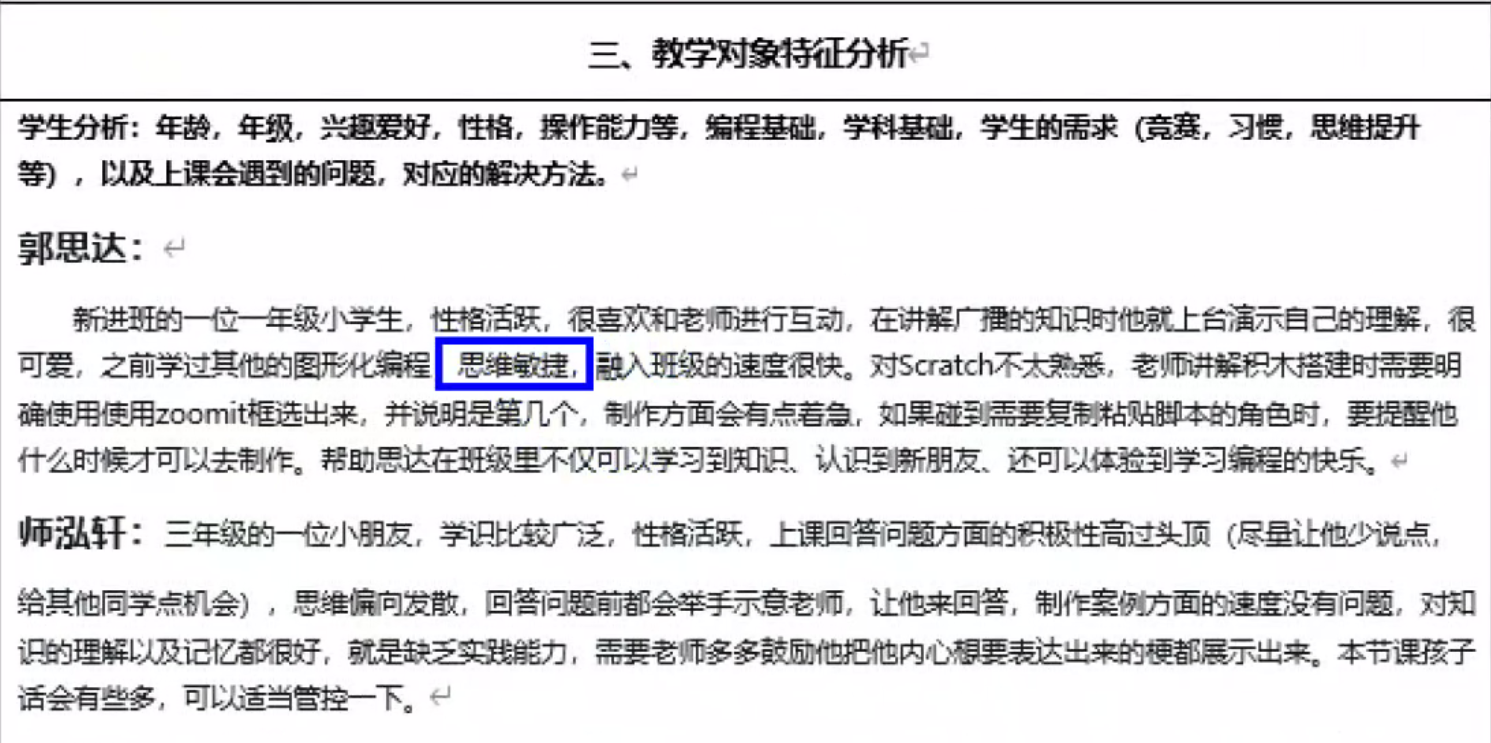 三、教学对象特征分析
学生分析：年龄，年级，兴趣爱好，性格，操作能力等，编程基础，学科基础，学生的需求（竞赛，习惯，思维提升
等），以及上课会遇到的问题，对应的解决方法。
郭思达：
新进班的一位一年级小学生，性格活跃，很喜欢和老师进行互动，在讲解广播的知识时他就上台演示自己的理解，很
可爱，之前学过其他的图形化编程 思维敏捷，融入班级的速度很快。对Scratch不太熟悉，老师讲解积木搭建时需要明
确使用使用zoomit框选出来，并说明是第几个，制作方面会有点着急，如果碰到需要复制粘贴脚本的角色时，要提醒他
什么时候才可以去制作。帮助思达在班级里不仅可以学习到知识、认识到新朋友、还可以体验到学习编程的快乐。
师泓轩：三年级的一位小朋友，学识比较广泛，性格活跃，上课回答问题方面的积极性高过头顶（尽量让他少说点，
给其他同学点机会），思维偏向发散，回答问题前都会举手示意老师，让他来回答，制作案例方面的速度没有问题，对知
识的理解以及记忆都很好，就是缺乏实践能力，需要老师多多鼓励他把他内心想要表达出来的梗都展示出来。本节课孩子
话会有些多，可以适当管控一下。